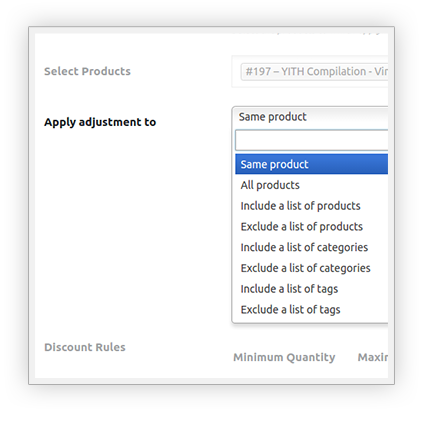 Select Products
#197 – YITH Compilation - Vin
Apply adjustment to
Same product
Same product
All products
Include a list of products
Exclude a list of products
Include a list of categories
Exclude a list of categories
Include a list of tags
Exclude a list of tags
Discount Rules
Minimum Quantity